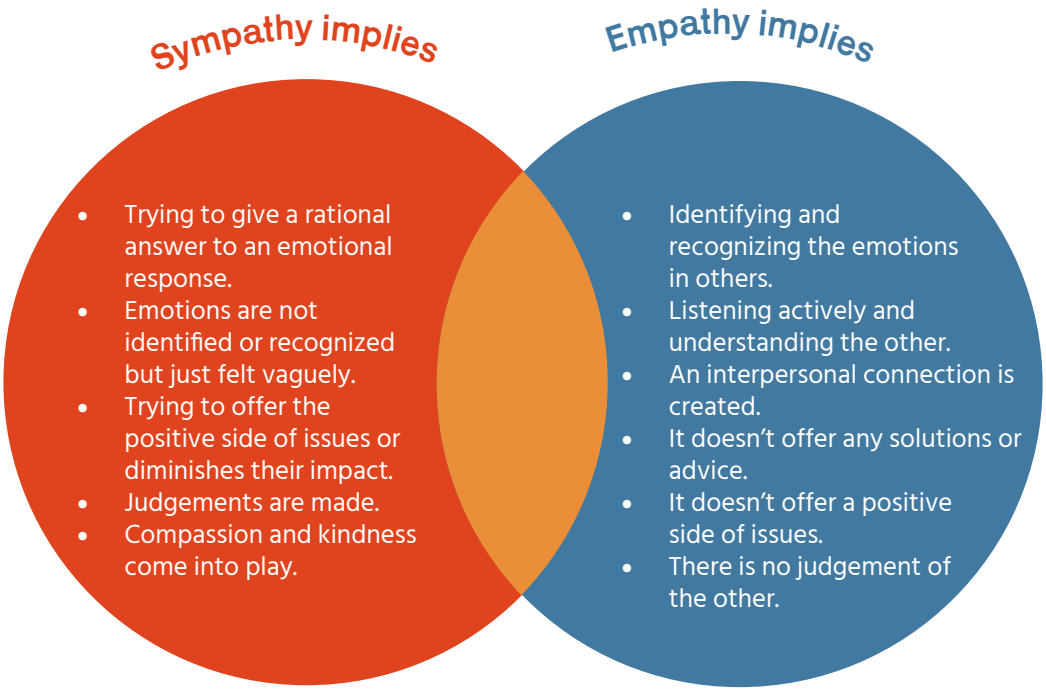 Sympathy implies
• Trying to give a rational
answer to an emotional
response.
• Emotions are not
identified or recognized
but just felt vaguely.
• Trying to offer the
positive side of issues or
diminishes their impact.
• Judgements are made.
• Compassion and kindness
come into play.
Empathy implies
• Identifying and
recognizing the emotions
in others.
• Listening actively and
understanding the other.
• An interpersonal connection is
created.
• It doesn’t offer any solutions or
advice.
• It doesn’t offer a positive
side of issues.
• There is no judgement of
the other.